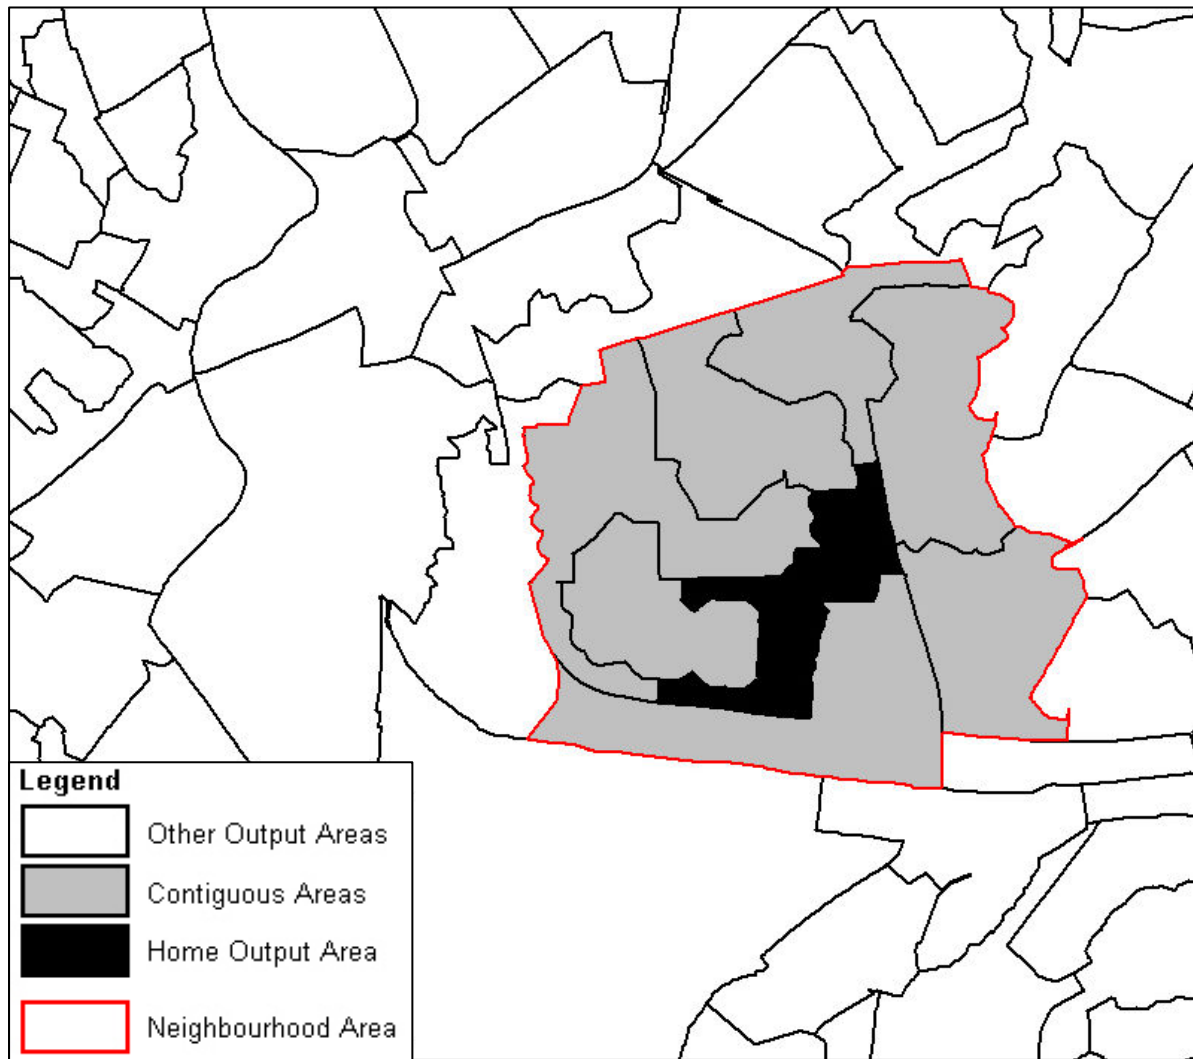 Legend
Other Output Areas
Contiguous Areas
Home Output Area
Neighbourhood Area